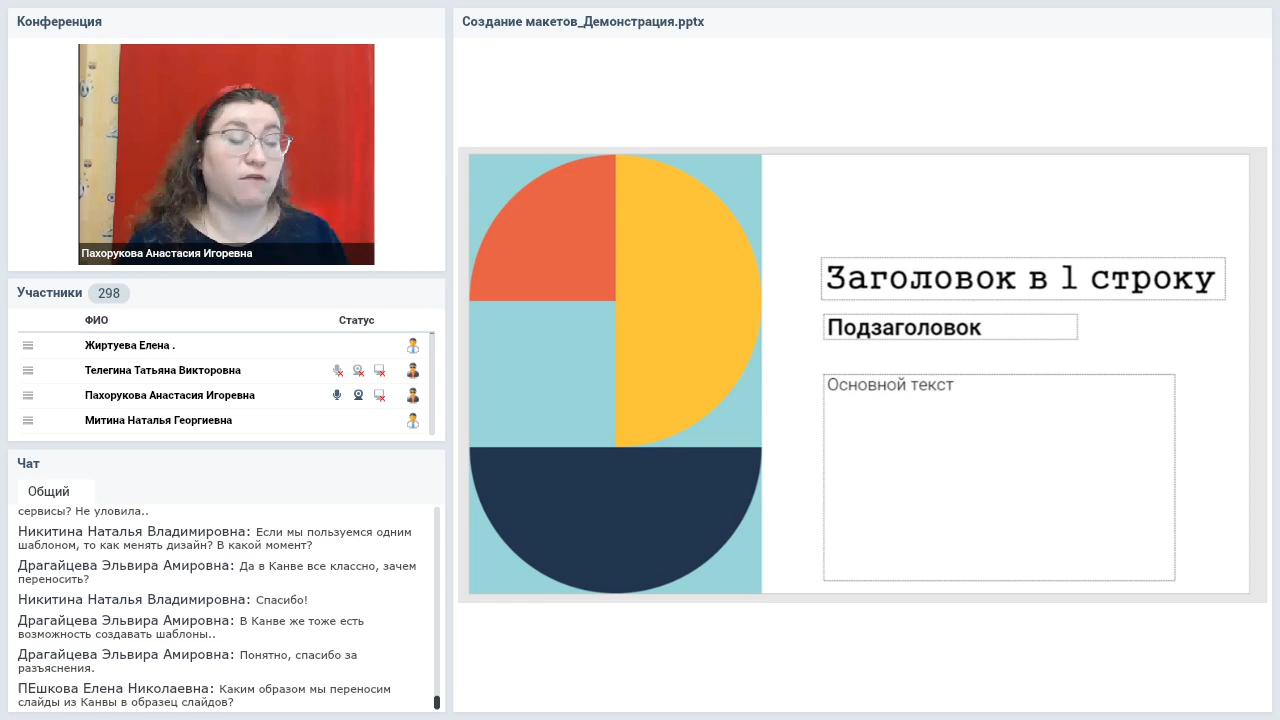 Конференция
Пахорукова Анастасия Игоревна
Участники 298
ФИО Статус
Жиртуева Елена .
Телегина Татьяна Викторовна
Пахорукова Анастасия Игоревна
Митина Наталья Георгиевна
Чат
Общий
сервисы? Не уловила..
Никитина Наталья Владимировна: Если мы пользуемся одним
шаблоном, то как менять дизайн? В какой момент?
Драгайцева Эльвира Амировна: Да в Канве все классно, зачем
переносить?
Никитина Наталья Владимировна: Спасибо!
Драгайцева Эльвира Амировна: В Канве же тоже есть
возможность создавать шаблоны..
Драгайцева Эльвира Амировна: Понятно, спасибо за
разъяснения.
ПЕшкова Елена Николаевна: Каким образом мы переносим
слайды из Канвы в образец слайдов?
Создание макетов_Демонстрация.pptx
Заголовок в 1 строку
Подзаголовок
Основной текст